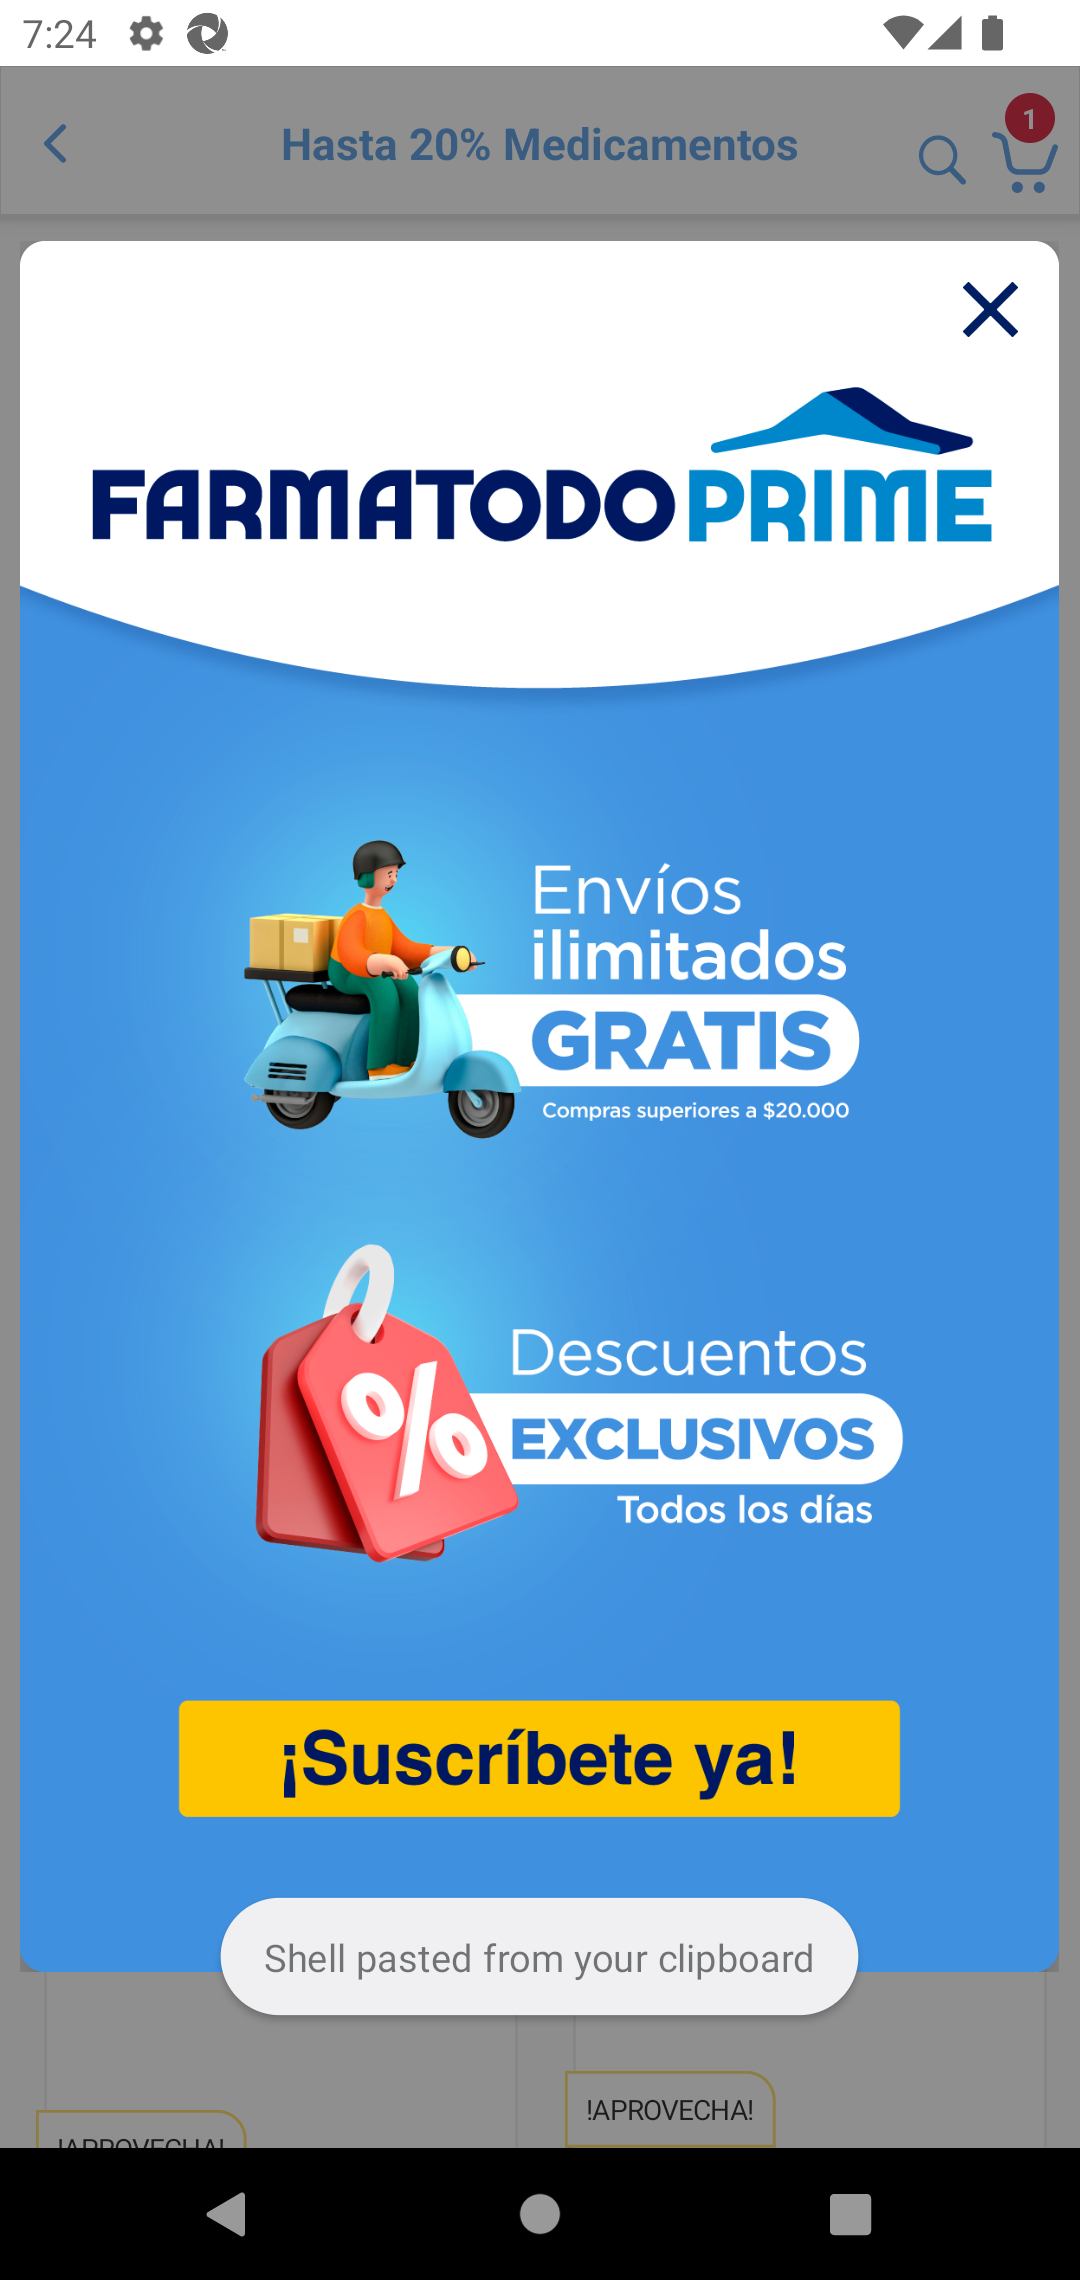 7:24
Hasta 20% Medicamentos
1
FARMATODO PRIME
Envíos
ilimitados
GRATIS
Compras superiores a $20.000
%
Descuentos
EXCLUSIVOS
Todos los días
¡Suscríbete ya!
Shell pasted from your clipboard
!APROVECHA!
!APROVECHA!